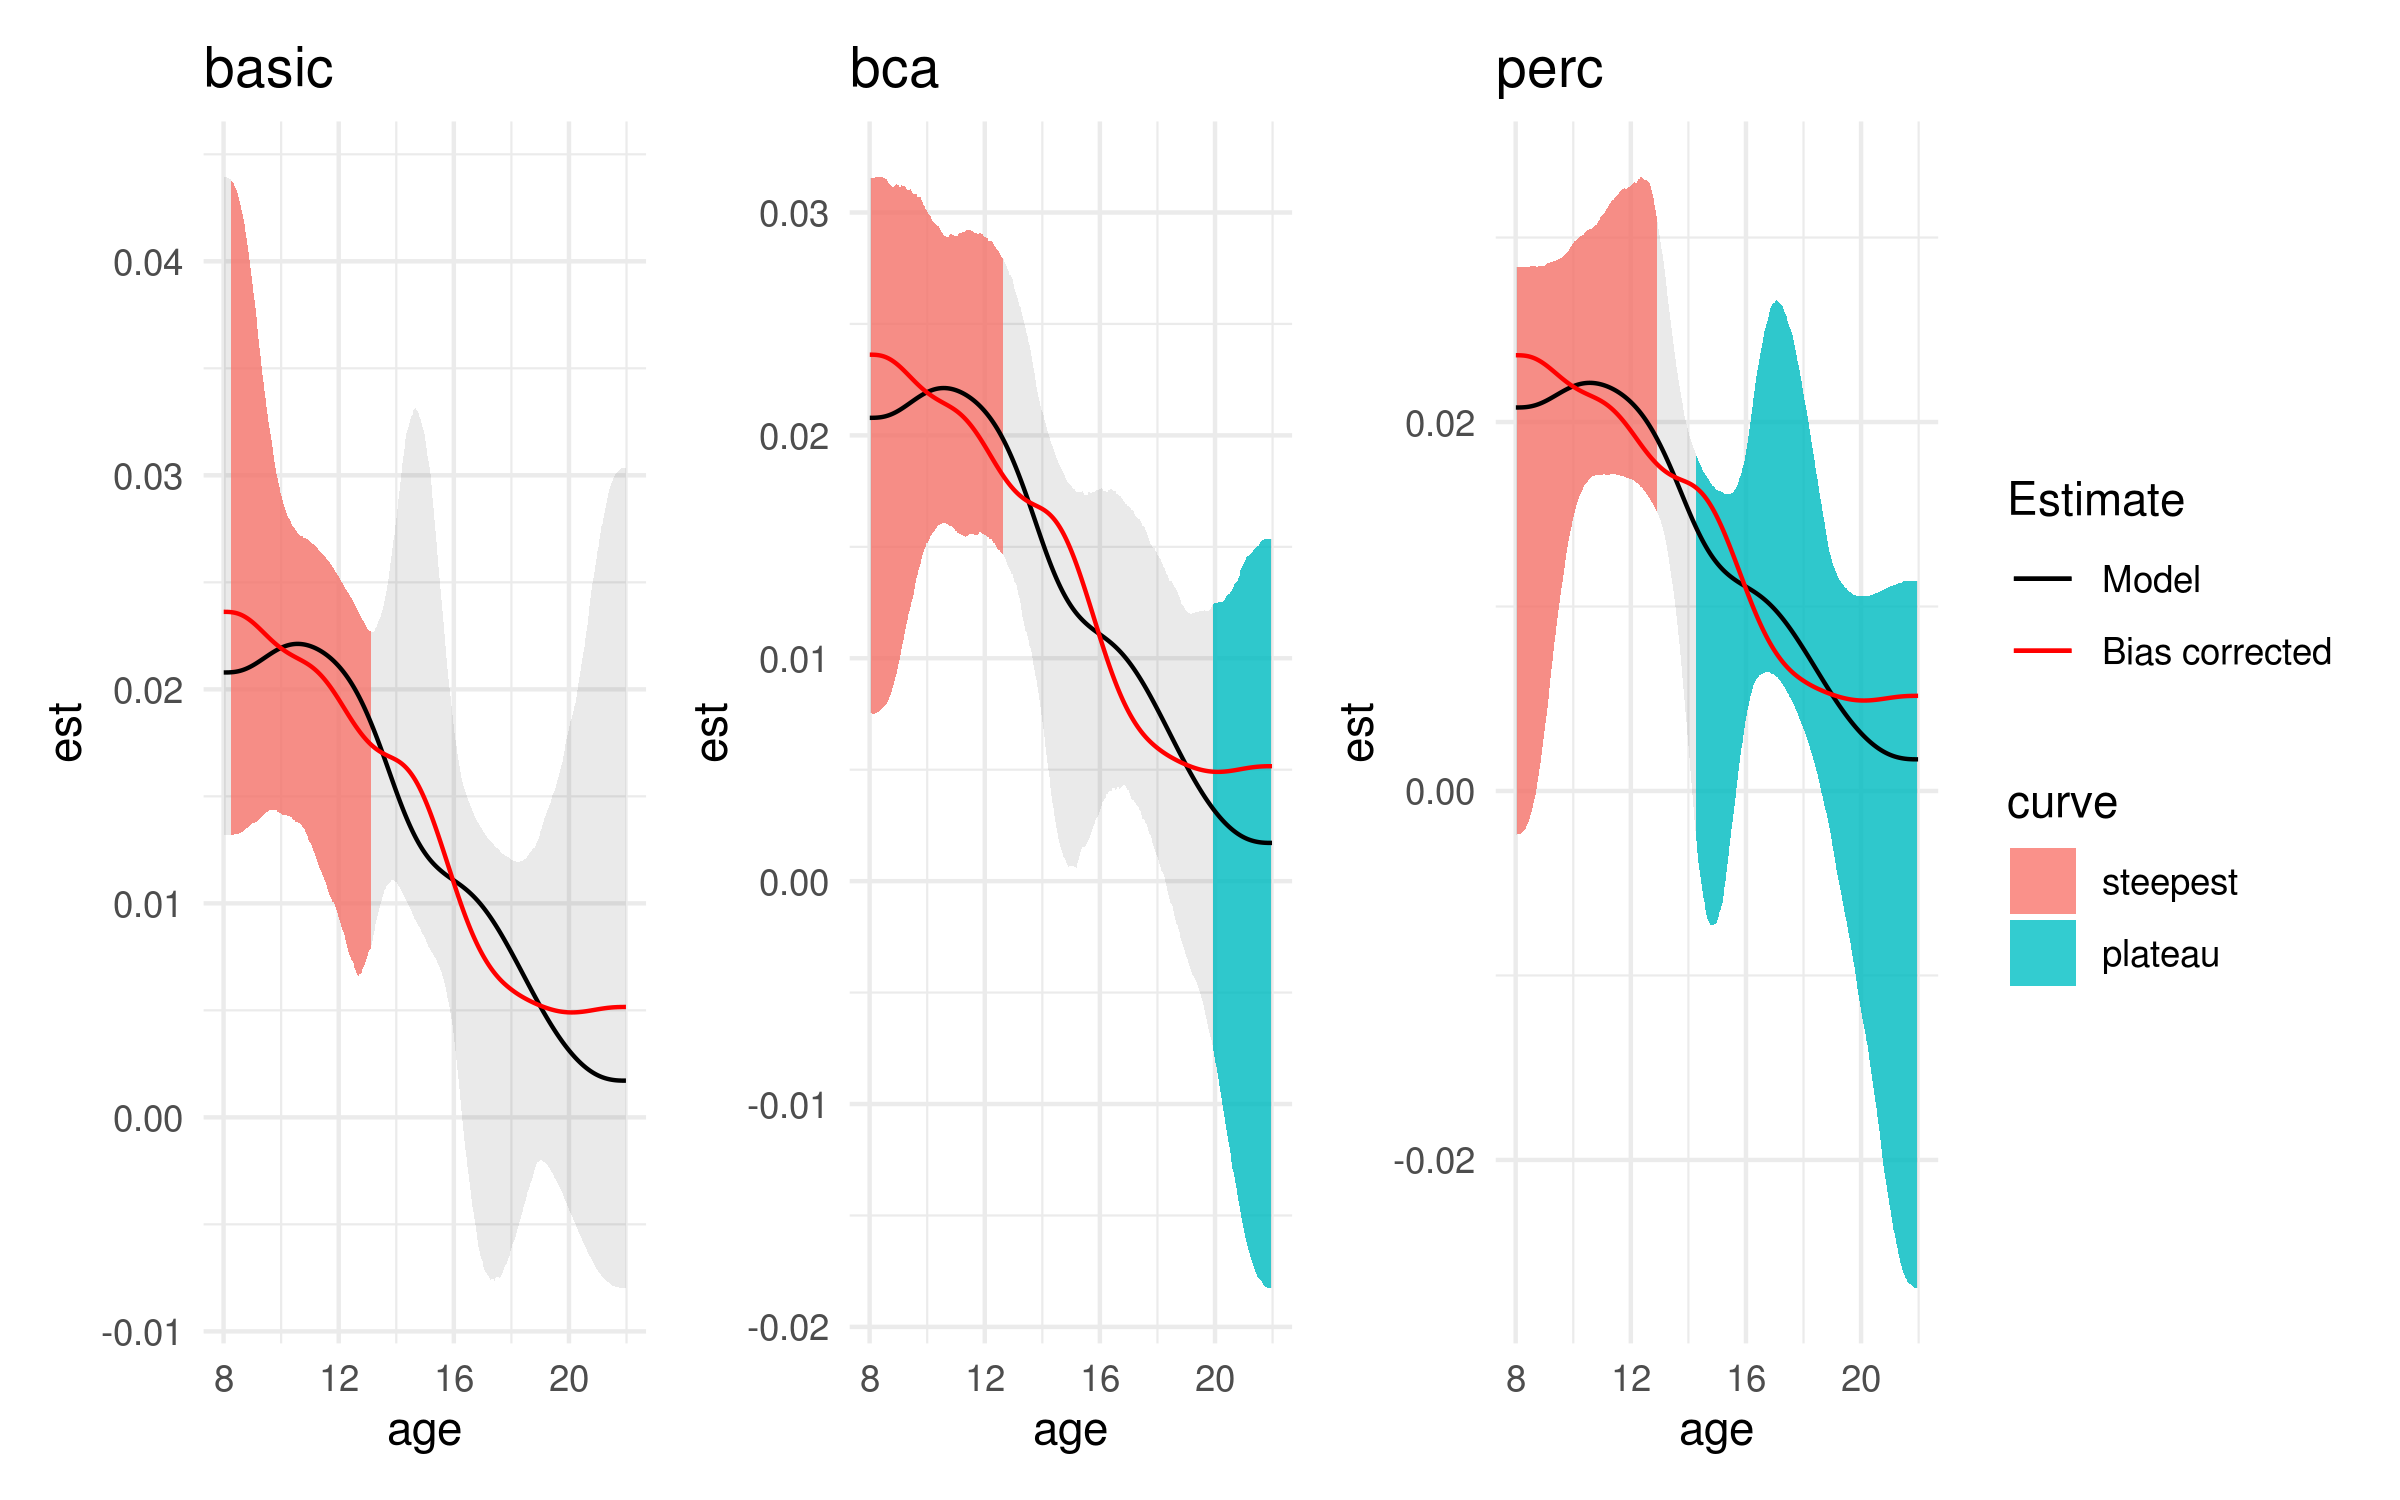 basic
bca
perc
est
0.04
0.03
0.02
0.01
0.00
-0.01
8 12 16 20
age
est
0.03
0.02
0.01
0.00
-0.01
-0.02
8 12 16 20
age
est
0.02
0.00
-0.02
8 12 16 20
age
Estimate
Model
Bias corrected
curve
steepest
plateau